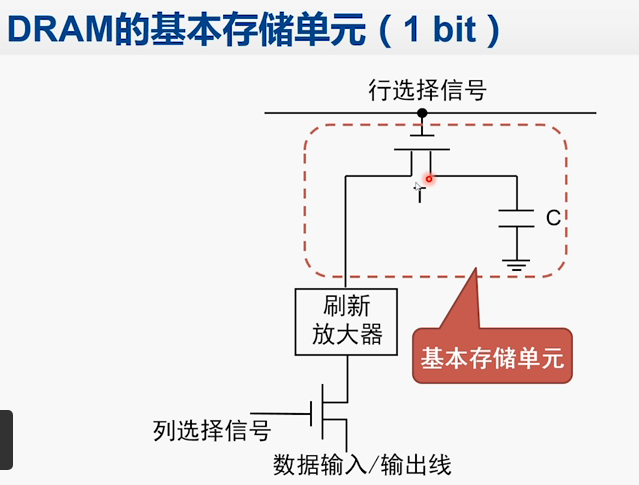 DRAM的基本存储单元（1 bit）
行选择信号
T
C
刷新
放大器
基本存储单元
列选择信号
数据输入/输出线